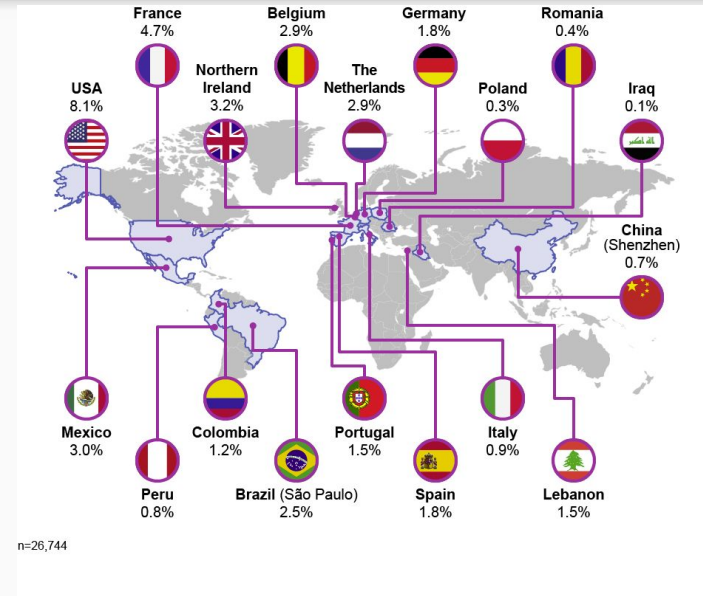 France
4.7%
Belgium
2.9%
Germany
1.8%
Romania
0.4%
USA
8.1%
Northern
Ireland
3.2%
The
Netherlands
2.9%
Poland
0.3%
Iraq
0.1%
China
(Shenzhen)
0.7%
Mexico
3.0%
Colombia
1.2%
Portugal
1.5%
Italy
0.9%
Peru
0.8%
Brazil (São Paulo)
2.5%
Spain
1.8%
Lebanon
1.5%
n=26,744